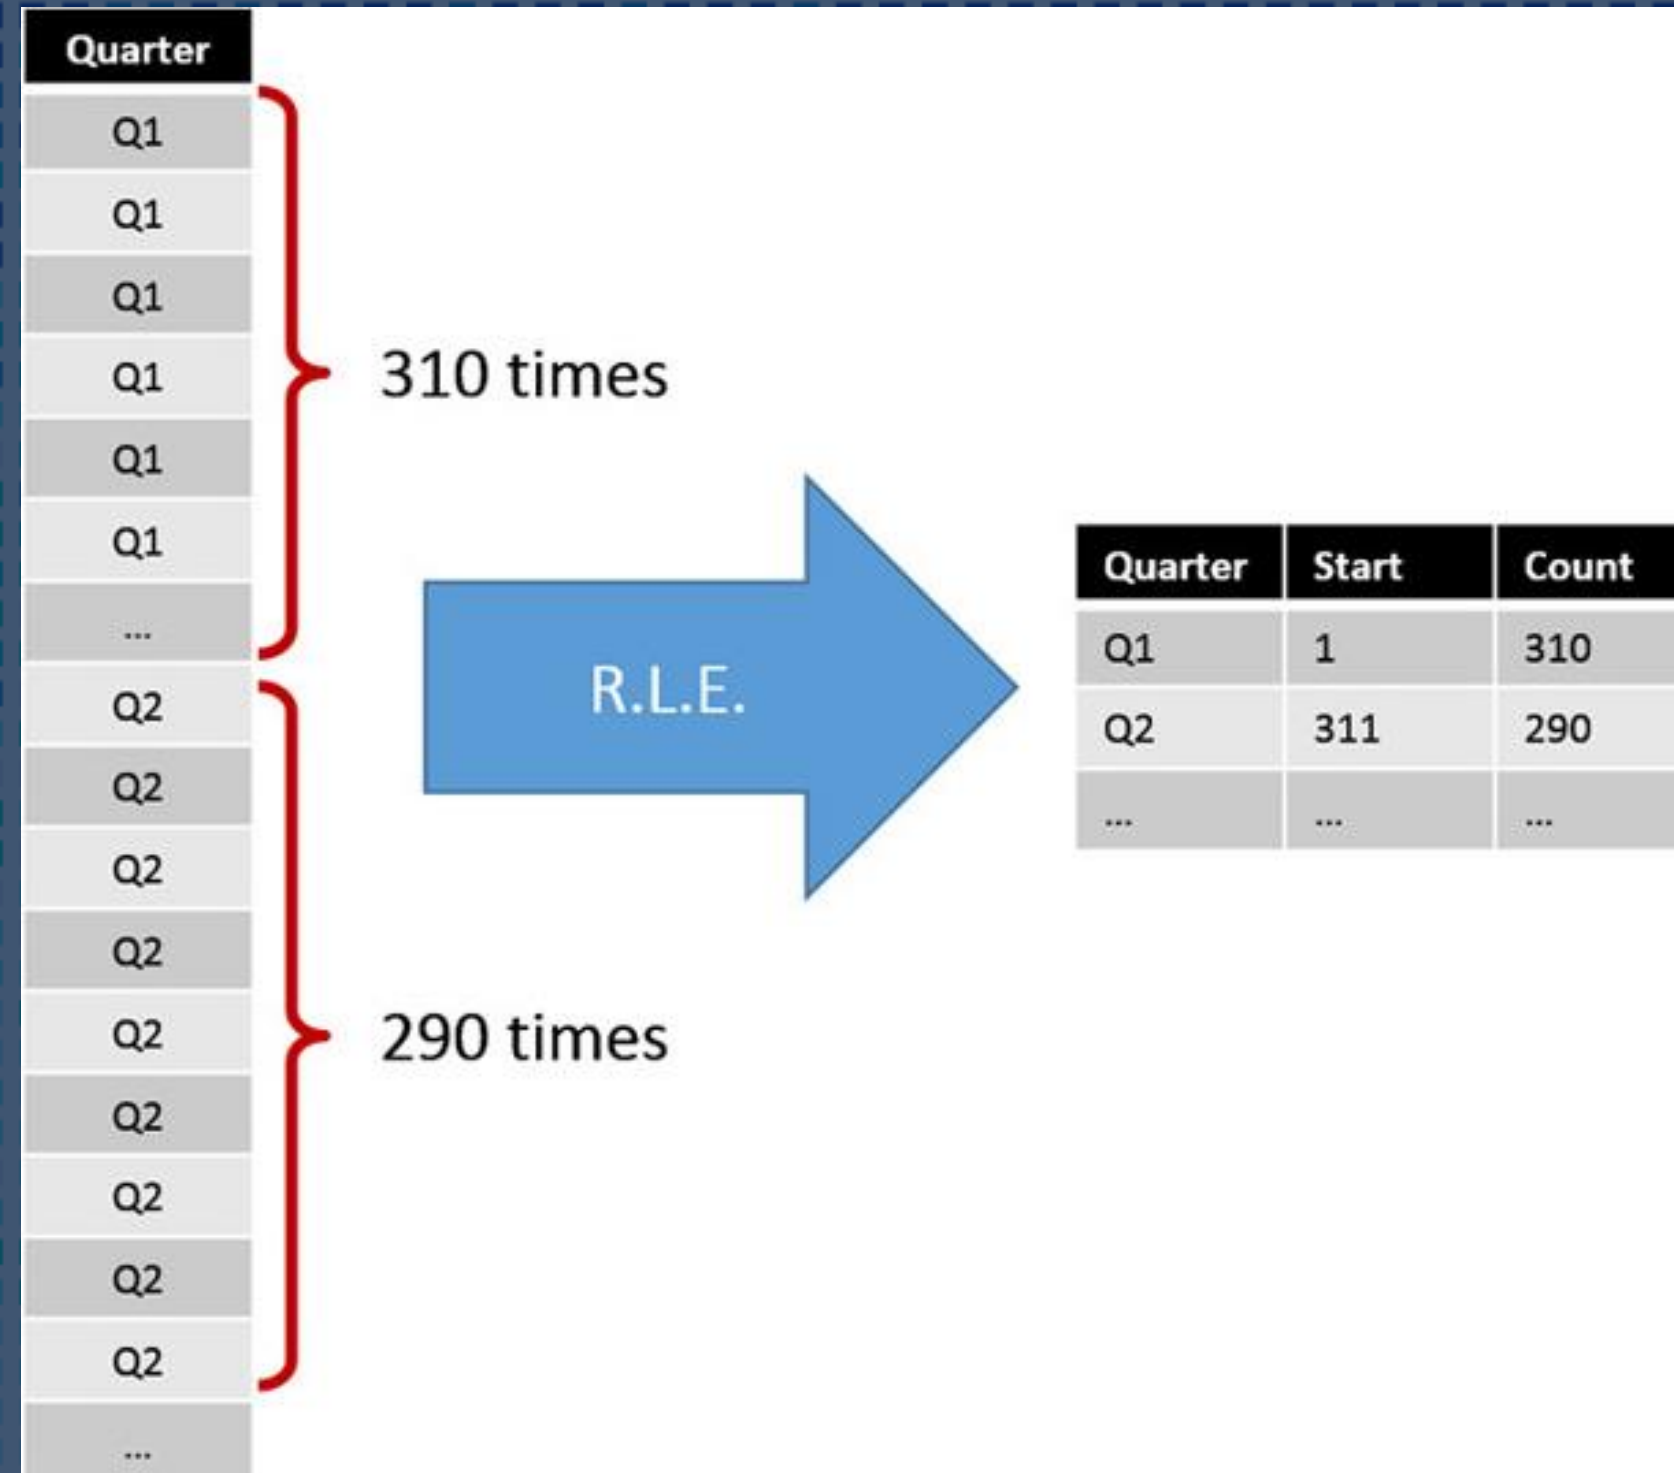 Quarter
Q1
Q1
Q1
Q1
Q1
Q1
...
Q2
Q2
Q2
Q2
Q2
Q2
Q2
Q2
Q2
...
310 times
290 times
R.L.E.
Quarter Start Count
Q1 1 310
Q2 311 290
... ... ...